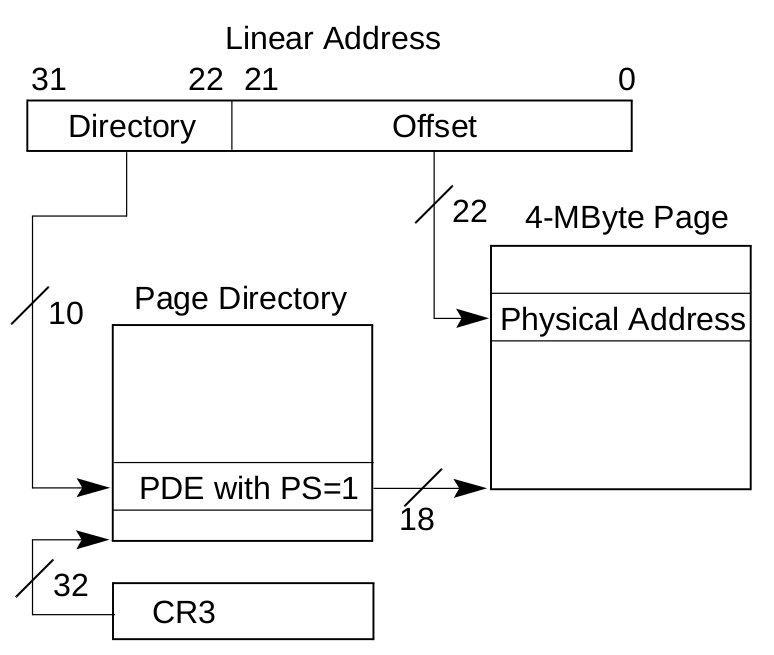 Linear Address
31 22 21 0
Directory Offset
22
4-MByte Page
10
Page Directory
Physical Address
PDE with PS=1
18
32
CR3